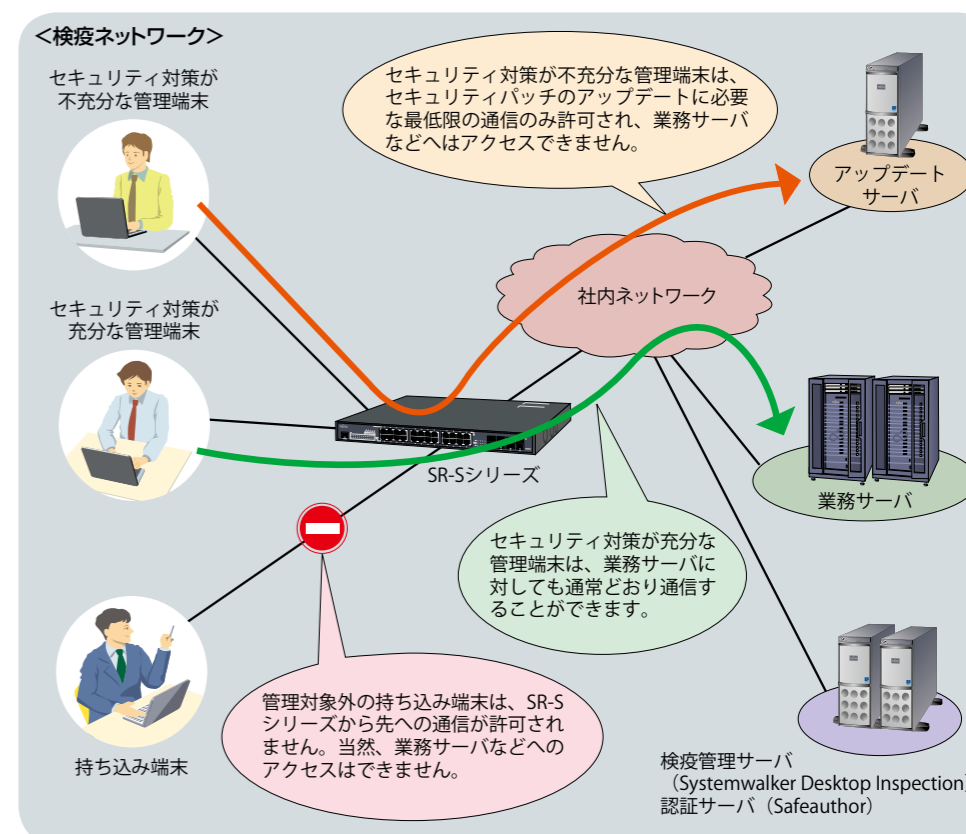 ＜検疫ネットワーク＞
セキュリティ対策が
不充分な管理端末
セキュリティ対策が不充分な管理端末は、
セキュリティパッチのアップデートに必要
な最低限の通信のみ許可され、業務サーバ
などへはアクセスできません。
アップデート
サーバ
社内ネットワーク
セキュリティ対策が
充分な管理端末
SR-Sシリーズ
業務サーバ
セキュリティ対策が充分な
管理端末は、業務サーバに
対しても通常どおり通信す
ることができます。
持ち込み端末
管理対象外の持ち込み端末は、SR-S
シリーズから先への通信が許可され
ません。当然、業務サーバなどへの
アクセスはできません。
検疫管理サーバ
（Systemwalker Desktop Inspection）
認証サーバ（Safeauthor）